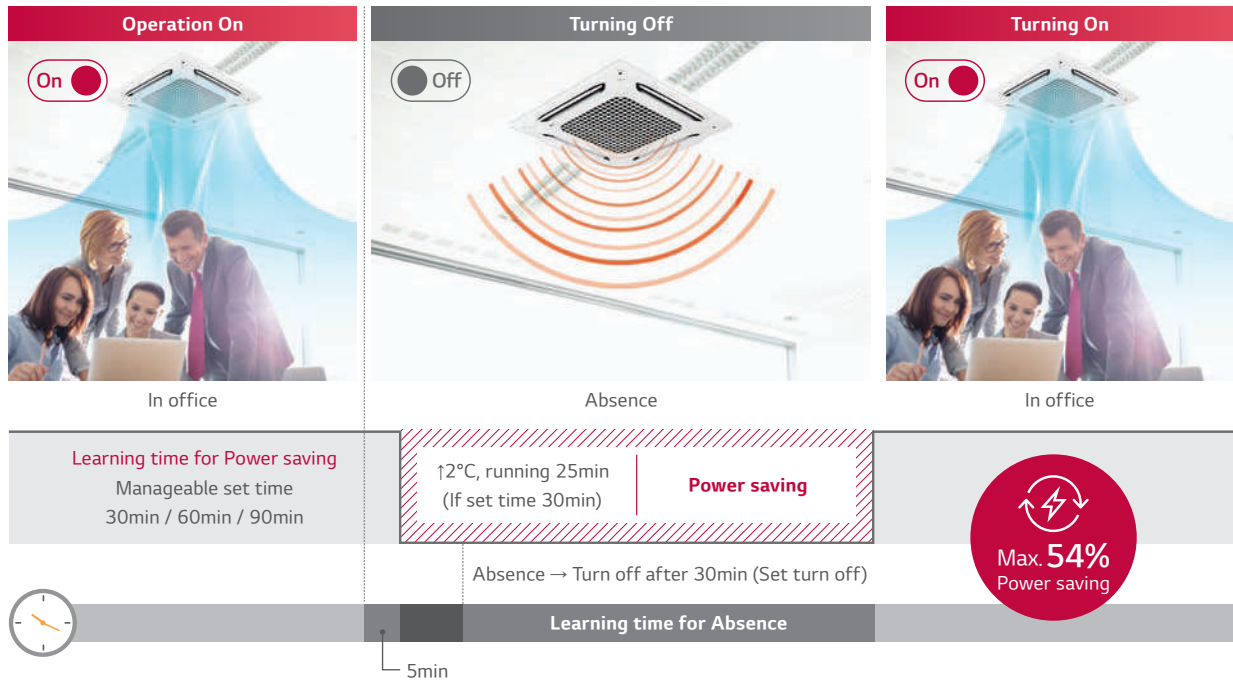 Operation On
Turning Off
Turning On
On
Off
On
In office
Absence
In office
Learning time for Power saving
Manageable set time
30min / 60min / 90min
↑2°C, running 25min
(If set time 30min)
Power saving
Max. 54%
Power saving
Absence → Turn off after 30min (Set turn off)
Learning time for Absence
5min